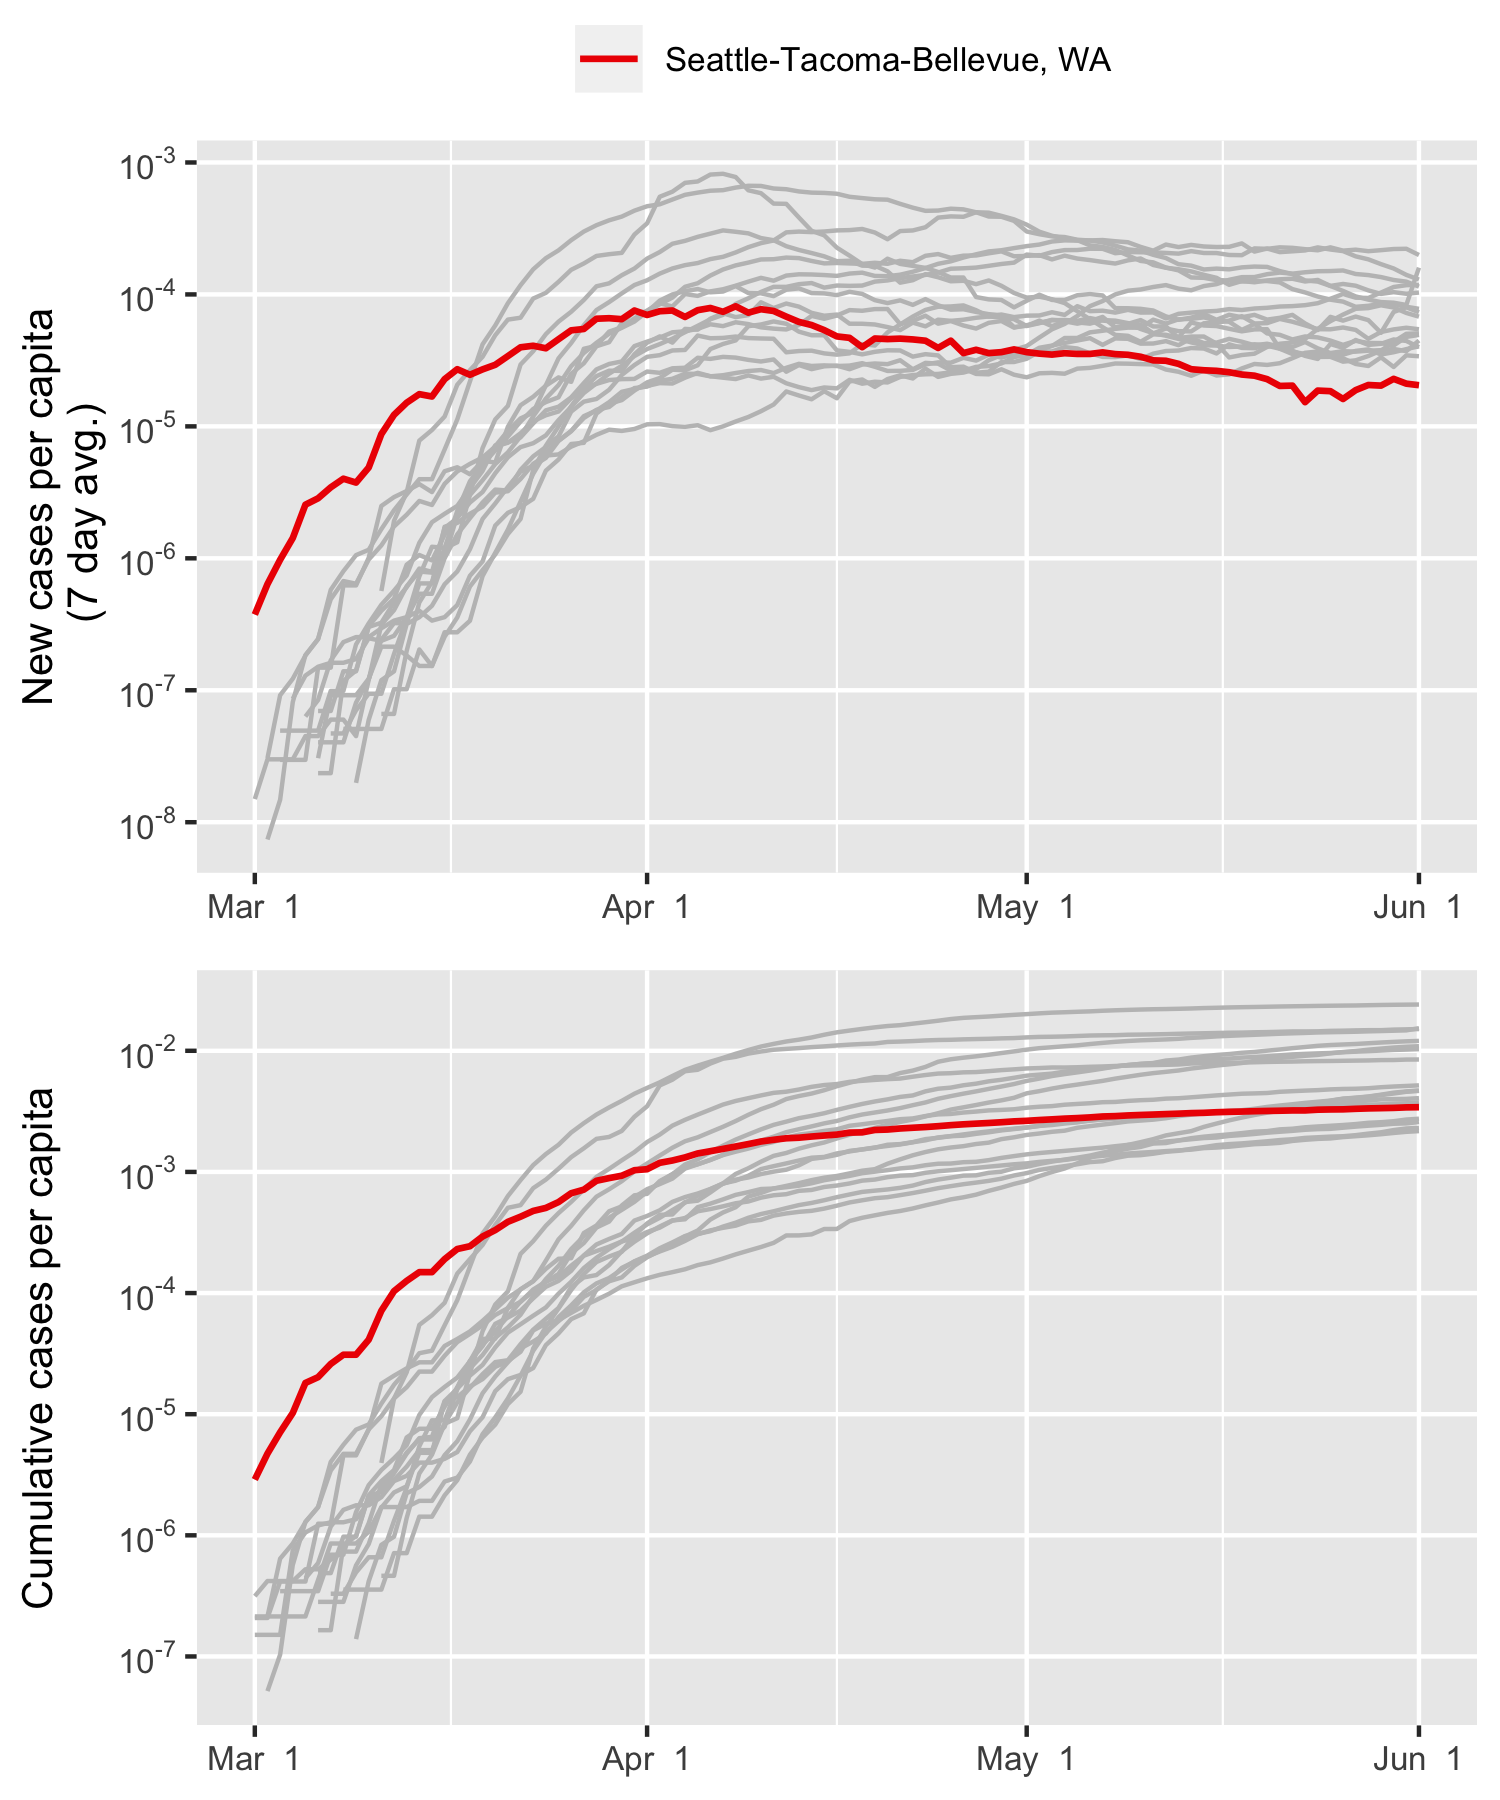 Seattle-Tacoma-Bellevue, WA
New cases per capita
(7 day avg.)
10⁻³
10⁻⁴
10⁻⁵
10⁻⁶
10⁻⁷
10⁻⁸
Mar 1 Apr 1 May 1 Jun 1
Cumulative cases per capita
10⁻²
10⁻³
10⁻⁴
10⁻⁵
10⁻⁶
10⁻⁷
Mar 1 Apr 1 May 1 Jun 1